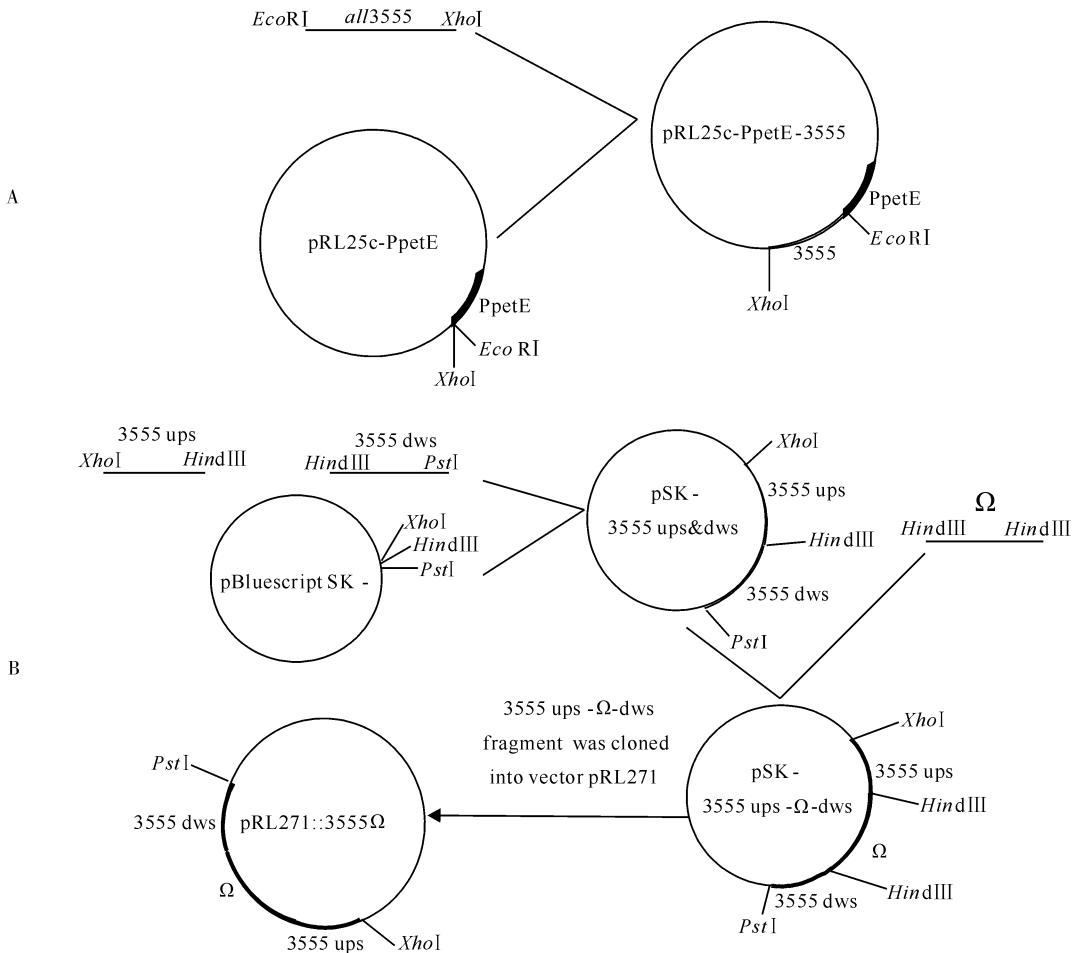 EcoRI all3555 XhoI
pRL25c-PpetE-3555
A
PpetE
EcoRI
3555
XhoI
pRL25c-PpetE
PpetE
Eco RI
XhoI
3555 ups
XhoI HindIII
3555 dws
HindIII PstI
pBluescript SK -
XhoI
HindIII
PstI
pSK -
3555 ups&dws
XhoI
3555 ups
HindIII
3555 dws
PstI
Ω
HindIII HindIII
B
3555 ups -Ω-dws
fragment was cloned
into vector pRL271
pSK -
3555 ups -Ω-dws
XhoI
3555 ups
HindIII
Ω
HindIII
3555 dws
PstI
PstI
3555 dws
pRL271::3555Ω
Ω
3555 ups
XhoI